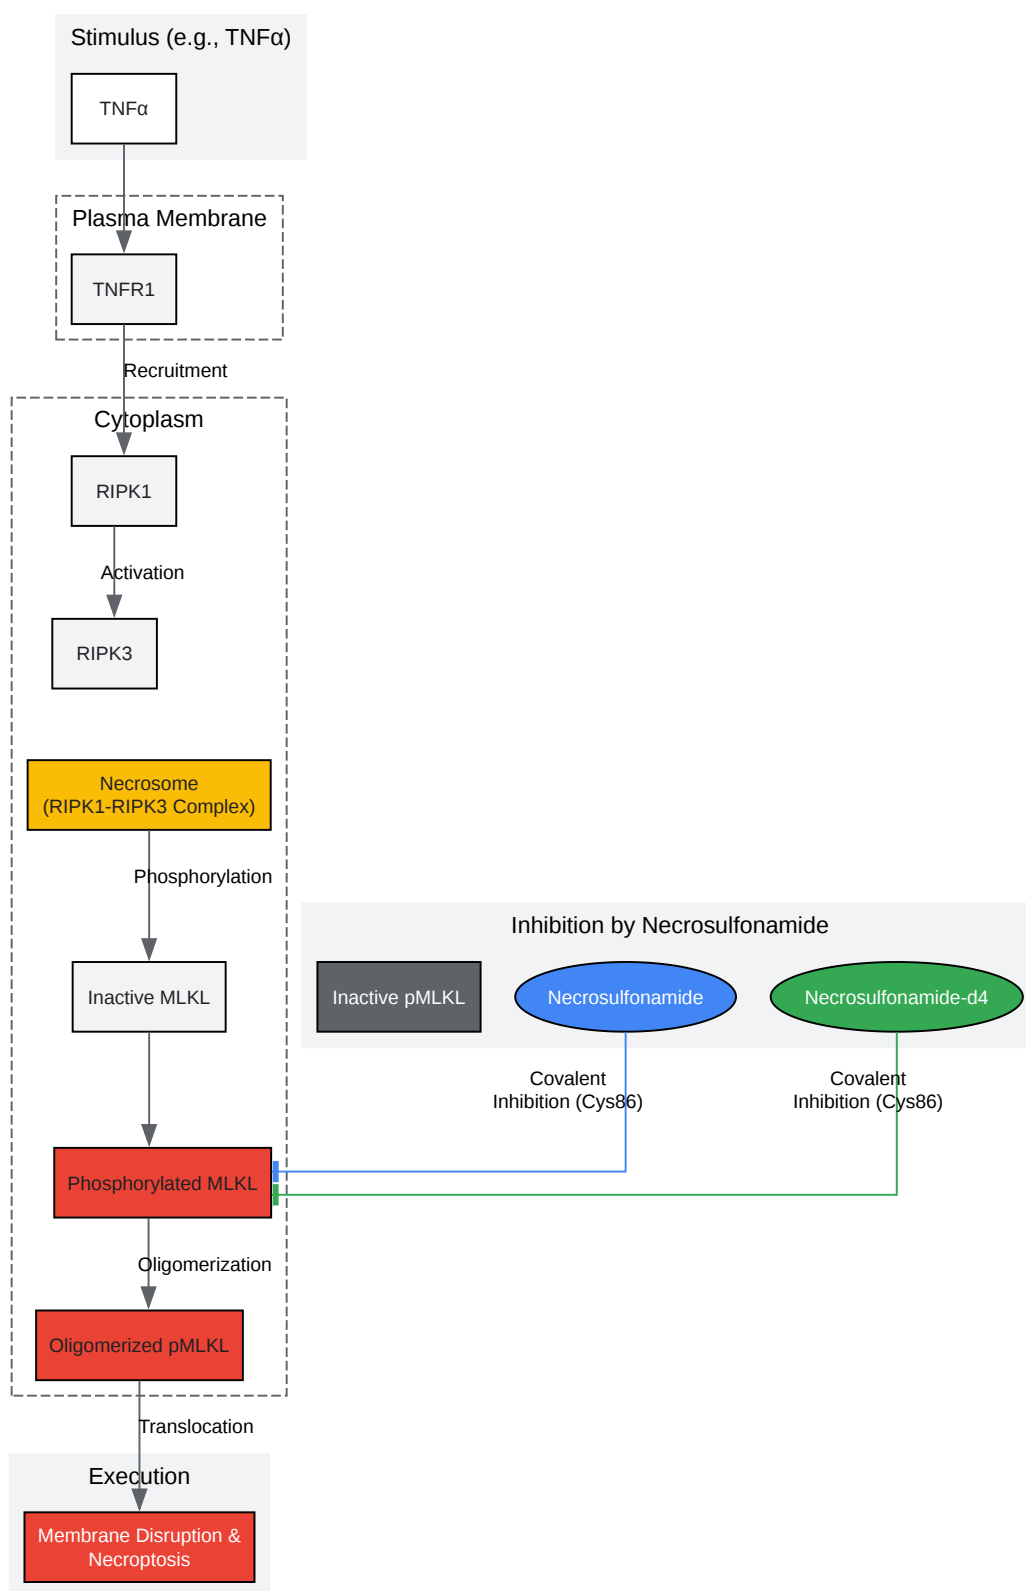 Stimulus (e.g., TNFα)
TNFα
Plasma Membrane
TNFR1
Recruitment
Cytoplasm
RIPK1
Activation
RIPK3
Necrosome
(RIPK1-RIPK3 Complex)
Phosphorylation
Inhibition by Necrosulfonamide
Inactive MLKL
Inactive pMLKL
Necrosulfonamide
Necrosulfonamide-d4
Covalent
Inhibition (Cys86)
Covalent
Inhibition (Cys86)
Phosphorylated MLKL
Oligomerization
Oligomerized pMLKL
Translocation
Execution
Membrane Disruption &
Necroptosis